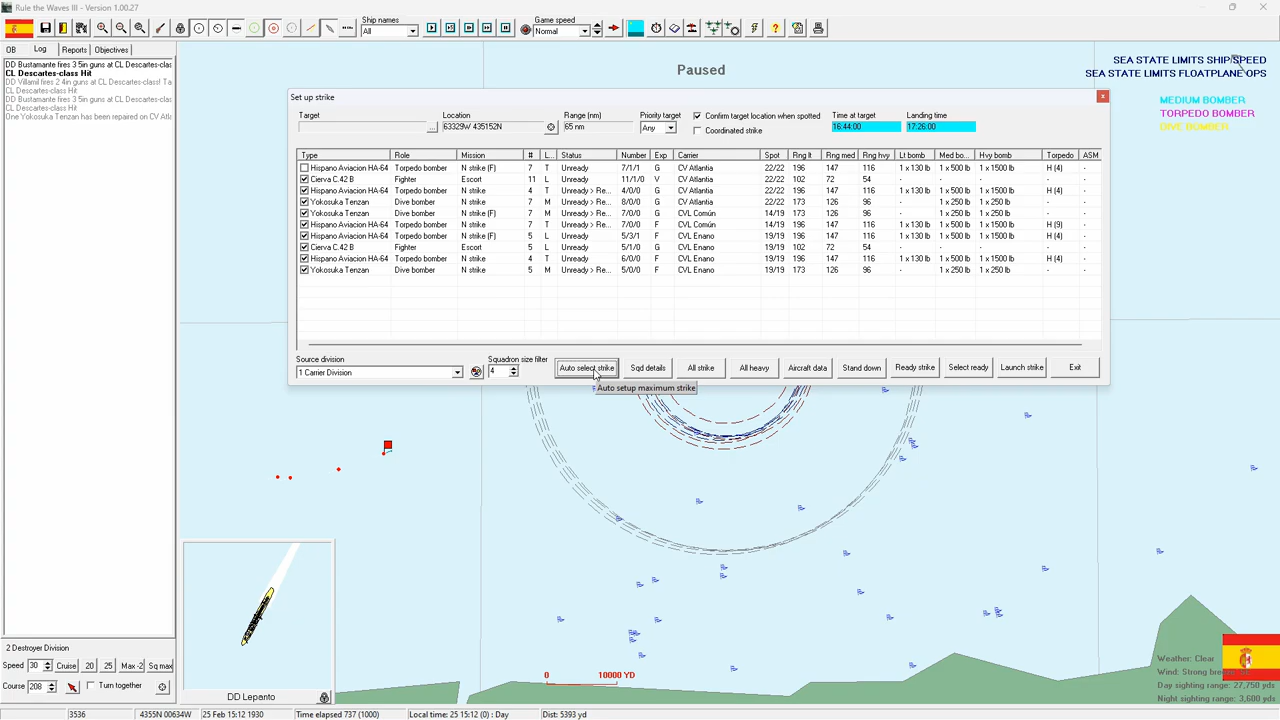 Rule the Waves III - Version 1.00.27
Ship names
All
Game speed
Normal
OB Log Reports Objectives
DD Bustamante fires 3 5in guns at CL Descartes-clas
CL Descartes-class Hit
DD Villamil fires 2 4in guns at CL Descartes-class! Ta
CL Descartes-class Hit
DD Bustamante fires 3 5in guns at CL Descartes-clas
CL Descartes-class Hit
One Yokosuka Tenzan has been repaired on CV Atla
Paused
SEA STATE LIMITS SHIP SPEED
SEA STATE LIMITS FLOATPLANE OPS
MEDIUM BOMBER
TORPEDO BOMBER
DIVE BOMBER
Set up strike
Target Location Range (nm) Priority target Confirm target location when spotted Time at target Landing time
... 63329W 435152N 65 nm Any Coordinated strike 16:44:00 17:26:00
Type Role Mission # L... Status Number Exp Carrier Spot Rng lt Rng med Rng hvy Lt bomb Med bo... Hvy bomb Torpedo ASM
Hispano Aviacion HA-64 Torpedo bomber N strike (F) 7 T Unready 7/1/1 G CV Atlantia 22/22 196 147 116 1 x 130 lb 1 x 500 lb 1 x 1500 lb H (4) -
Cierva C.42 B Fighter Escort 11 L Unready 11/1/0 V CV Atlantia 22/22 102 72 54 - - - - -
Hispano Aviacion HA-64 Torpedo bomber N strike 4 T Unready > Re... 4/0/0 G CV Atlantia 22/22 196 147 116 1 x 130 lb 1 x 500 lb 1 x 1500 lb H (4) -
Yokosuka Tenzan Dive bomber N strike 7 M Unready > Re... 8/0/0 G CV Atlantia 22/22 173 126 96 - 1 x 250 lb 1 x 250 lb - -
Yokosuka Tenzan Dive bomber N strike (F) 7 M Unready > Re... 7/0/0 G CVL Común 14/19 173 126 96 - 1 x 250 lb 1 x 250 lb - -
Hispano Aviacion HA-64 Torpedo bomber N strike (F) 7 T Unready > Re... 7/0/0 F CVL Común 14/19 196 147 116 1 x 130 lb 1 x 500 lb 1 x 1500 lb H (9) -
Hispano Aviacion HA-64 Torpedo bomber N strike (F) 5 L Unready 5/3/1 F CVL Enano 19/19 196 147 116 1 x 130 lb 1 x 500 lb 1 x 1500 lb H (4) -
Cierva C.42 B Fighter Escort 5 L Unready 5/1/0 G CVL Enano 19/19 102 72 54 - - - - -
Hispano Aviacion HA-64 Torpedo bomber N strike 4 T Unready > Re... 6/0/0 F CVL Enano 19/19 196 147 116 1 x 130 lb 1 x 500 lb 1 x 1500 lb H (4) -
Yokosuka Tenzan Dive bomber N strike 5 M Unready > Re... 5/0/0 F CVL Enano 19/19 173 126 96 - 1 x 250 lb 1 x 250 lb - -
Source division Squadron size filter
1 Carrier Division 4 Auto select strike Sqd details All strike All heavy Aircraft data Stand down Ready strike Select ready Launch strike Exit
Auto setup maximum strike
DD Lepanto
0 10000 YD
Weather: Clear
Wind: Strong bre
Day sighting range: 27,750 yds
Night sighting range: 3,600 yds
2 Destroyer Division
Speed 30 Cruise 20 25 Max -2 Sq max
Course 208 Turn together
3536 4355N 00634W 25 Feb 15:12 1930 Time elapsed 737 (1000) Local time: 25 15:12 (0) : Day Dist: 5393 yd